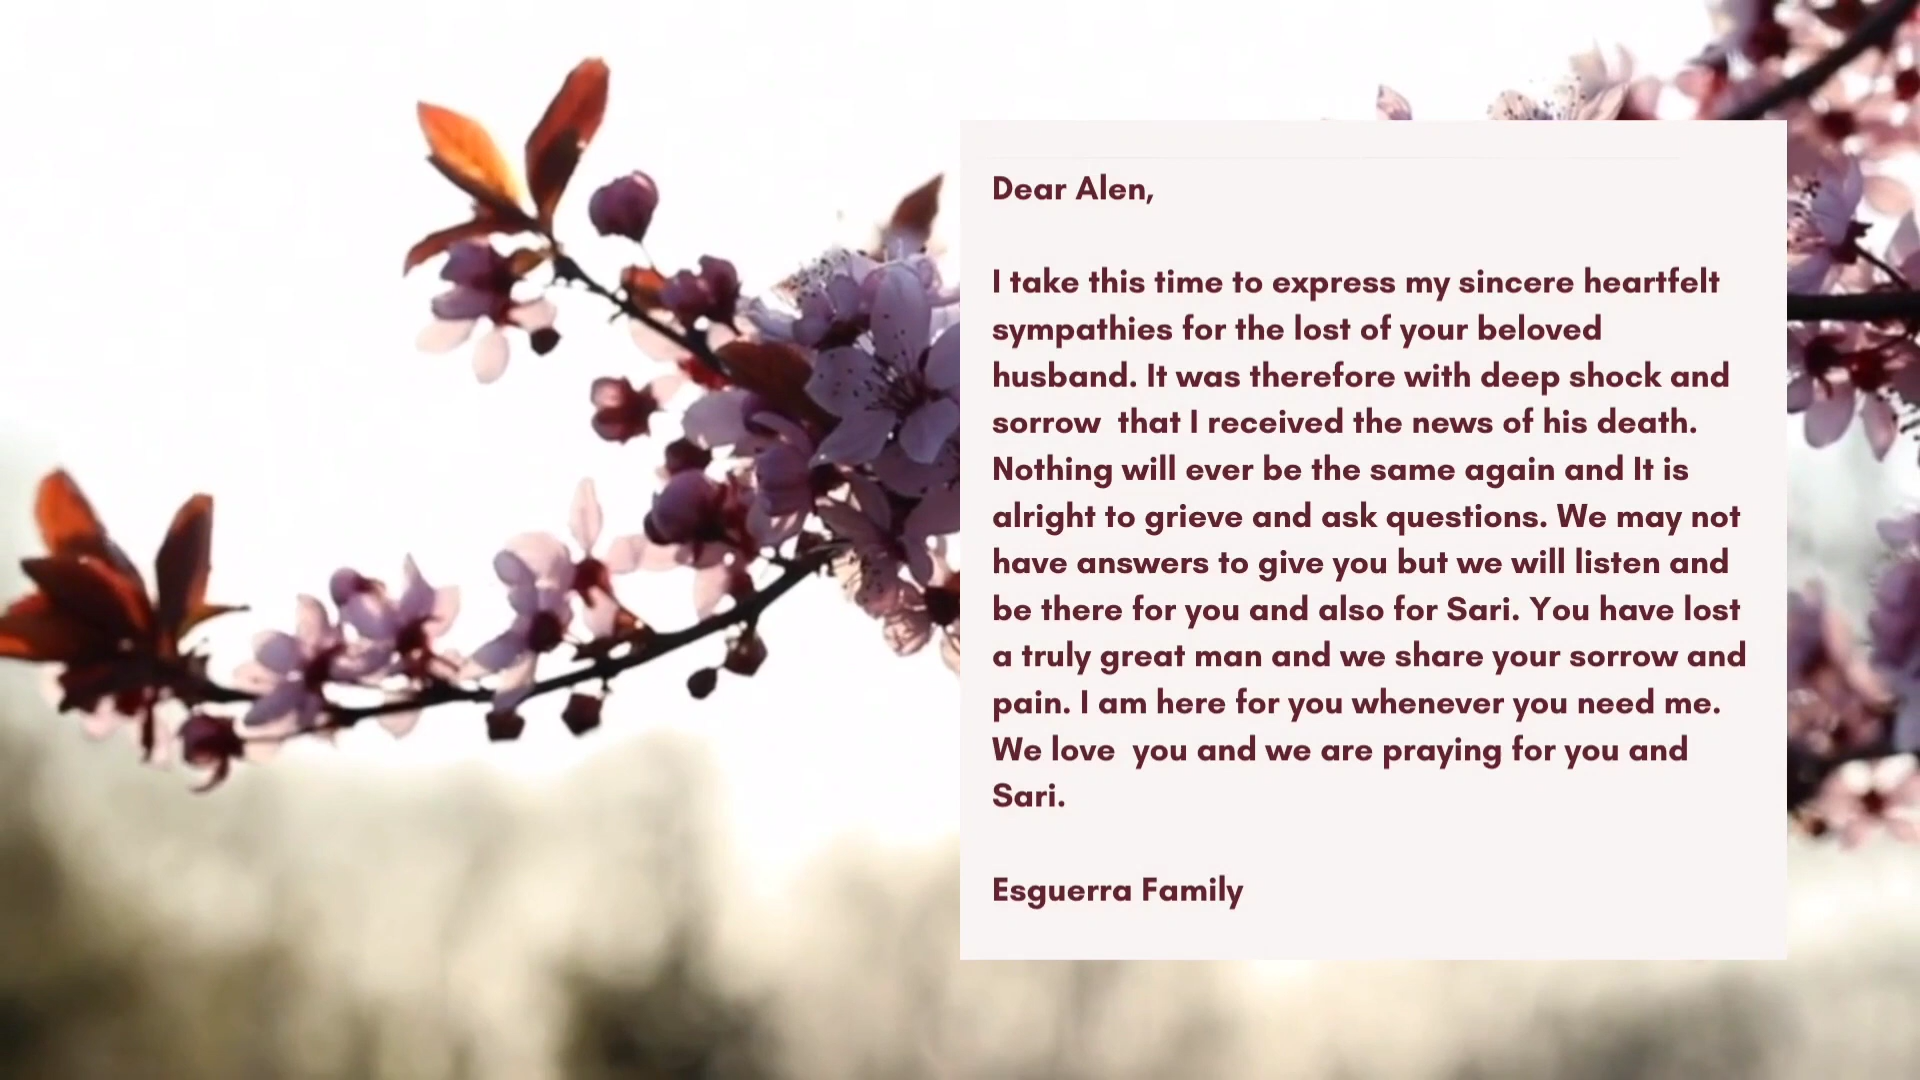 Dear Alen,
I take this time to express my sincere heartfelt
sympathies for the lost of your beloved
husband. It was therefore with deep shock and
sorrow  that I received the news of his death.
Nothing will ever be the same again and It is
alright to grieve and ask questions. We may not
have answers to give you but we will listen and
be there for you and also for Sari. You have lost
a truly great man and we share your sorrow and
pain. I am here for you whenever you need me.
We love  you and we are praying for you and
Sari.
Esguerra Family